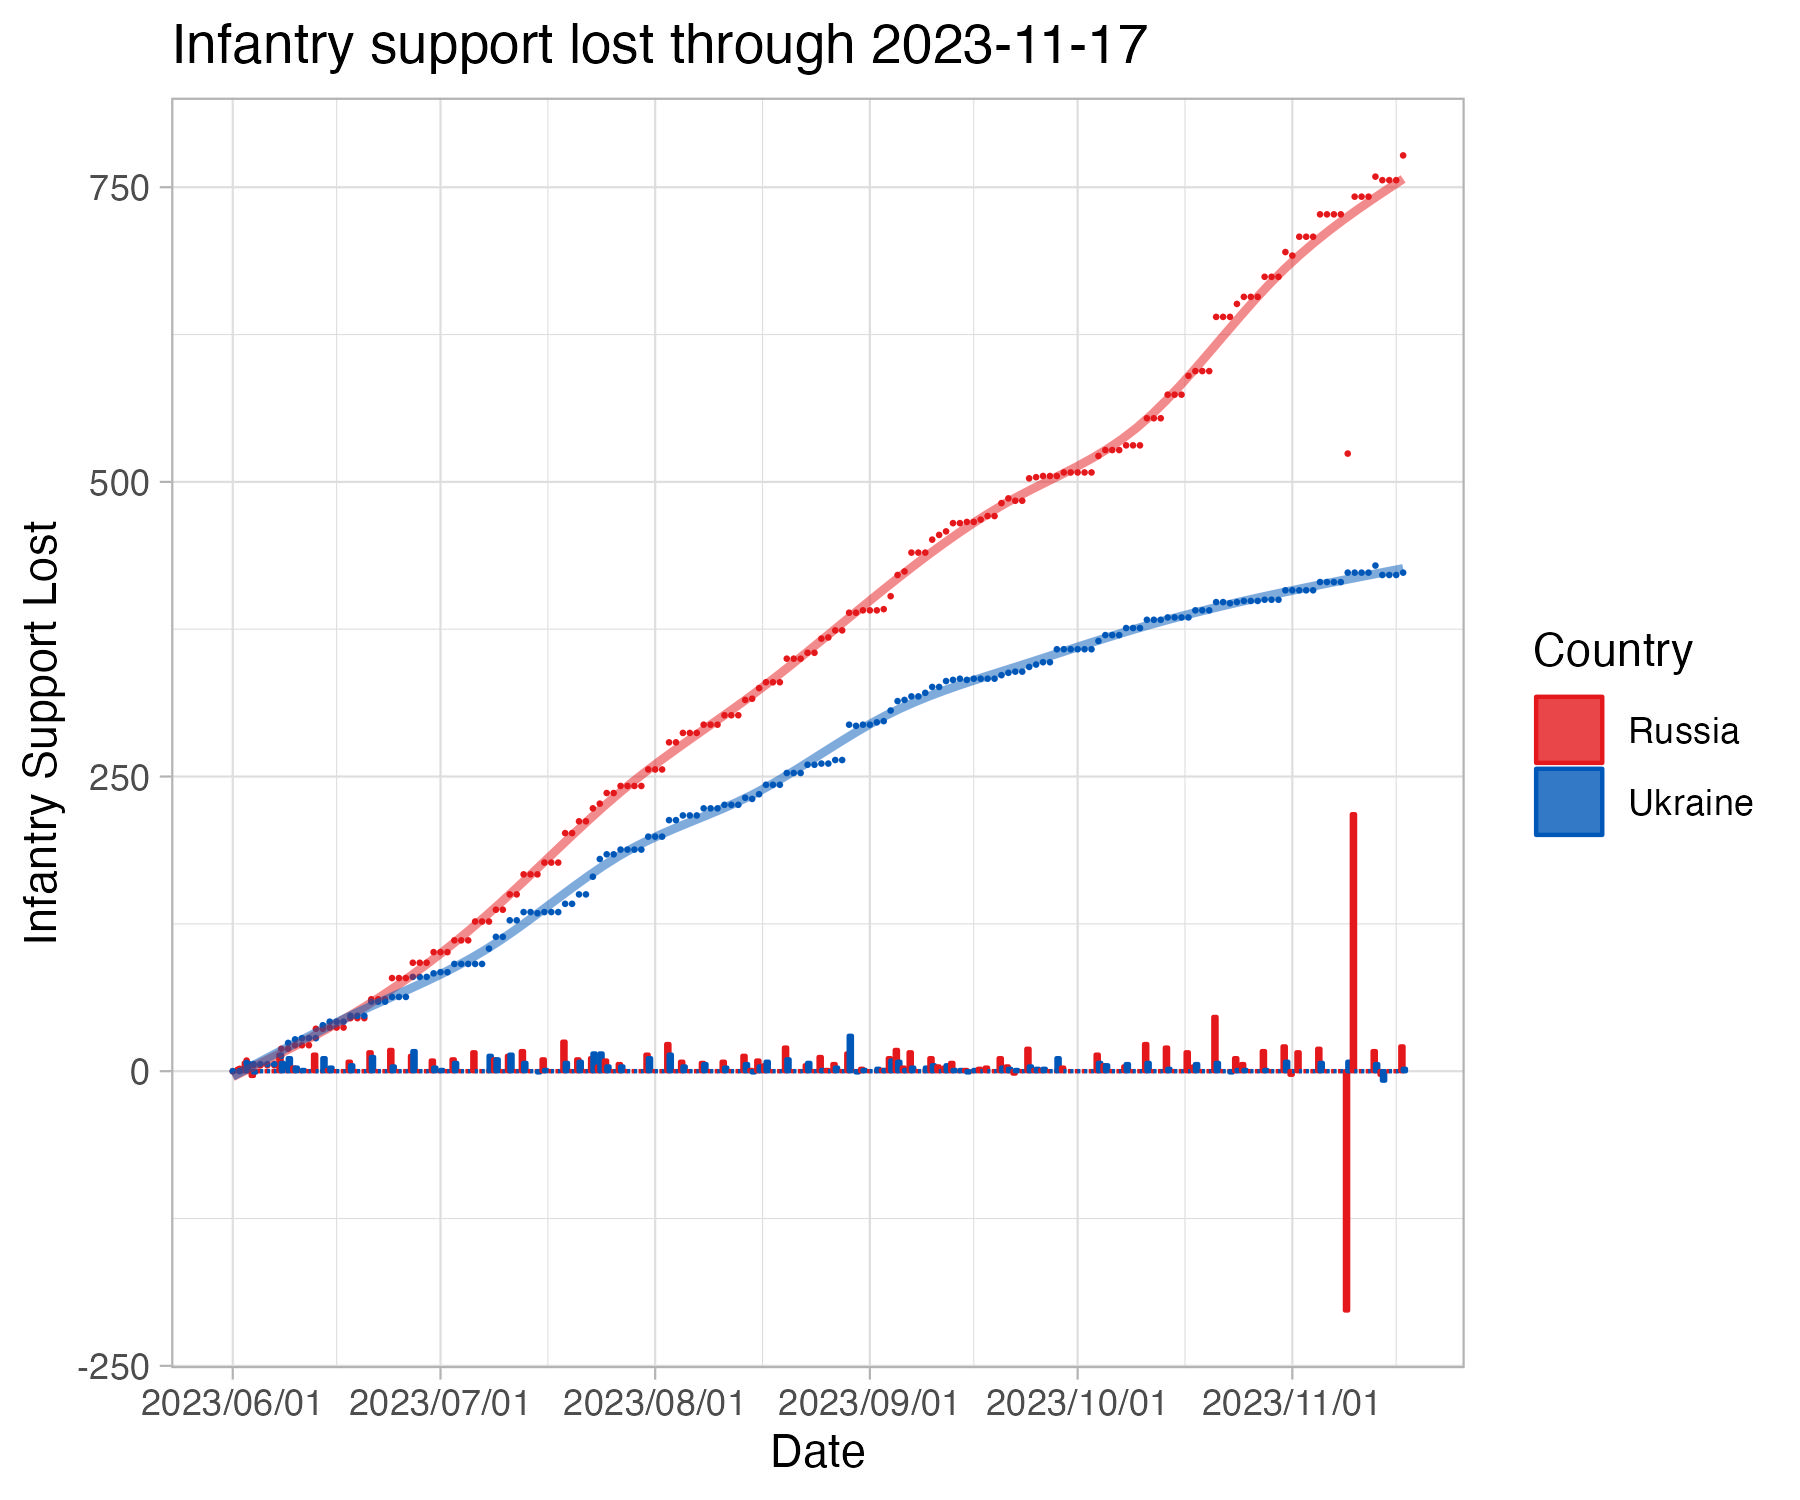 Infantry support lost through 2023-11-17
Infantry Support Lost
750
500
250
0
-250
2023/06/01 2023/07/01 2023/08/01 2023/09/01 2023/10/01 2023/11/01
Date
Country
Russia
Ukraine